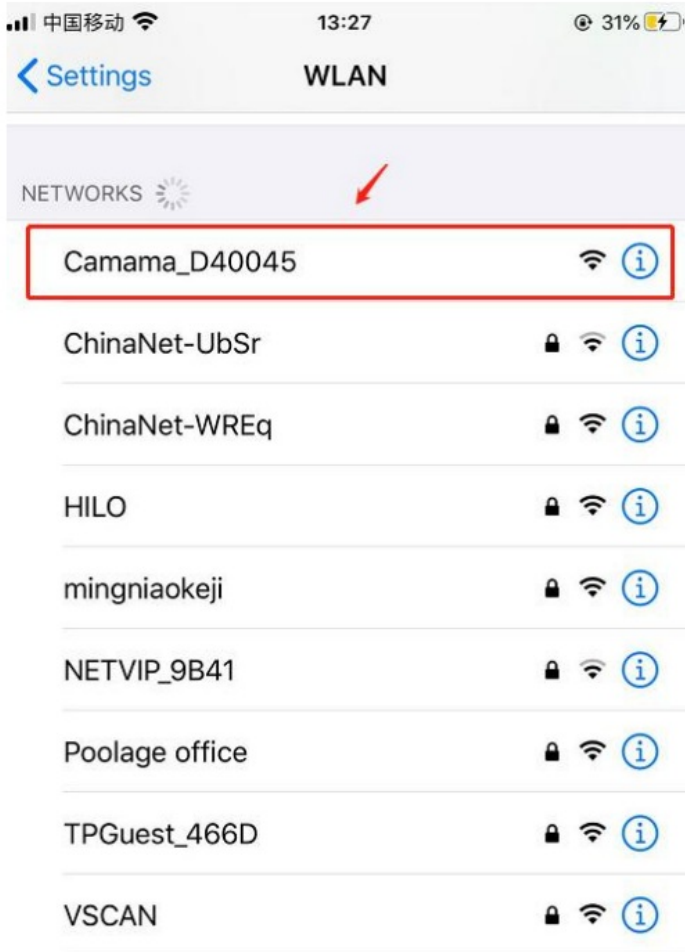 中国移动 13:27 31%
Settings WLAN
NETWORKS
Camama_D40045
ChinaNet-UbSr
ChinaNet-WREq
HILO
mingniaokeji
NETVIP_9B41
Poolage office
TPGuest_466D
VSCAN